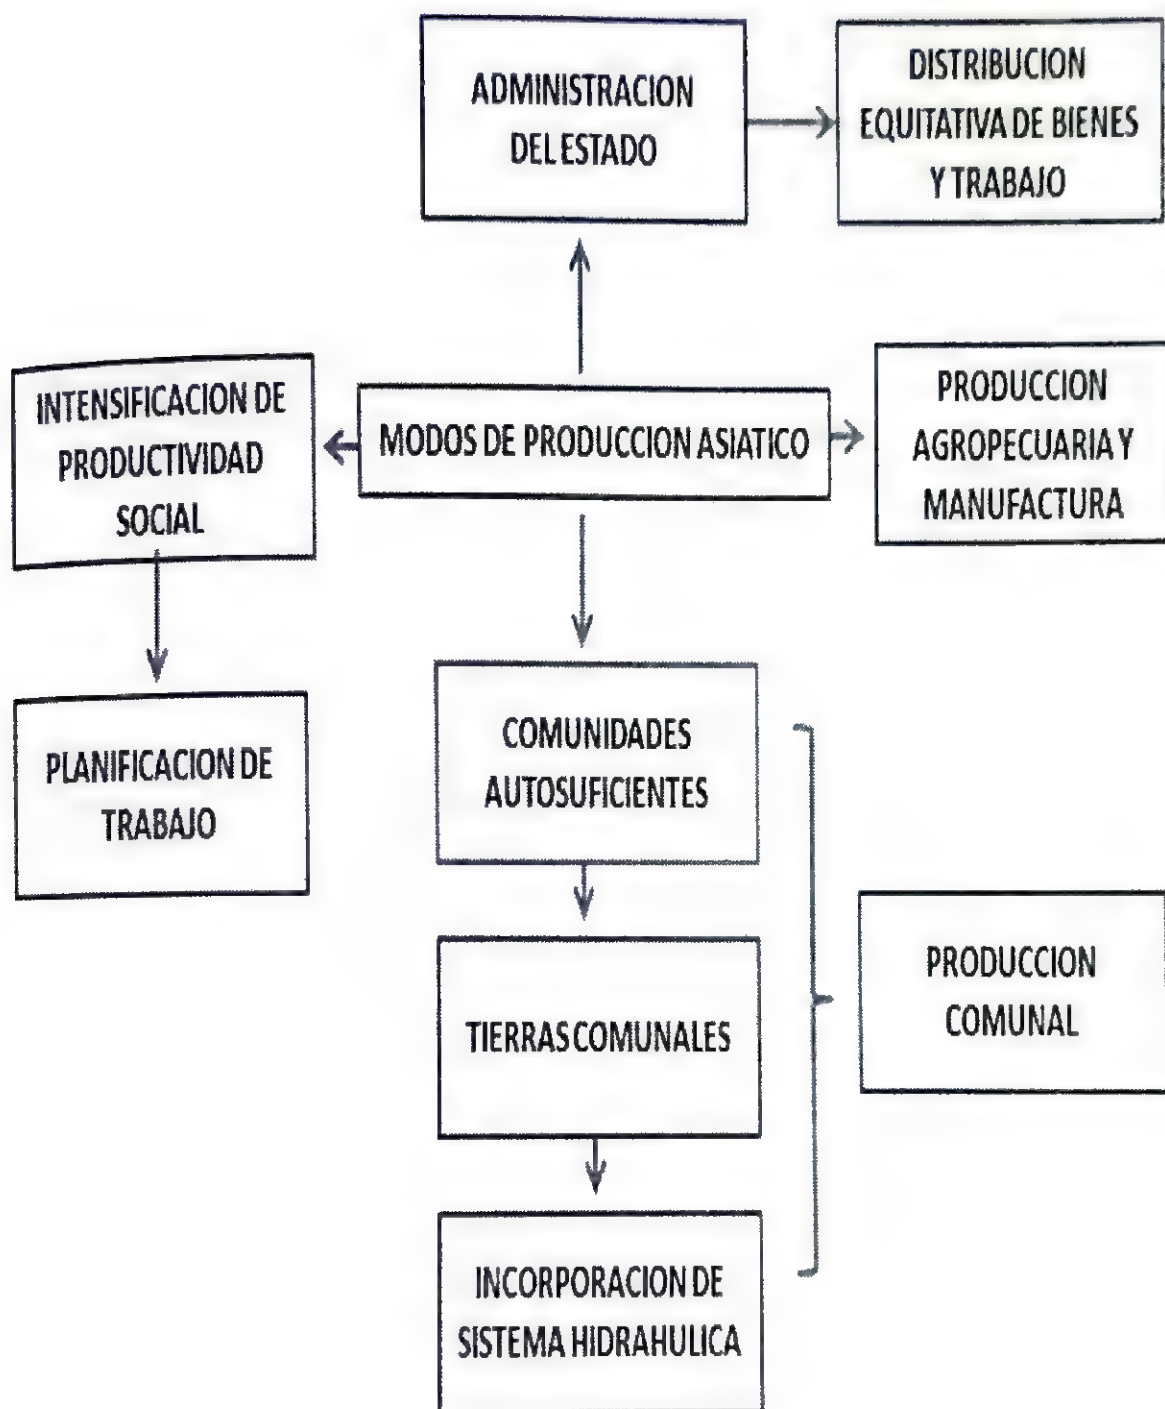 ADMINISTRACION
DEL ESTADO
DISTRIBUCION
EQUITATIVA DE BIENES
Y TRABAJO
INTENSIFICACION DE
PRODUCTIVIDAD
SOCIAL
MODOS DE PRODUCCION ASIATICO
PRODUCCION
AGROPECUARIA Y
MANUFACTURA
PLANIFICACION DE
TRABAJO
COMUNIDADES
AUTOSUFICIENTES
TIERRAS COMUNALES
PRODUCCION
COMUNAL
INCORPORACION DE
SISTEMA HIDRAHULICA